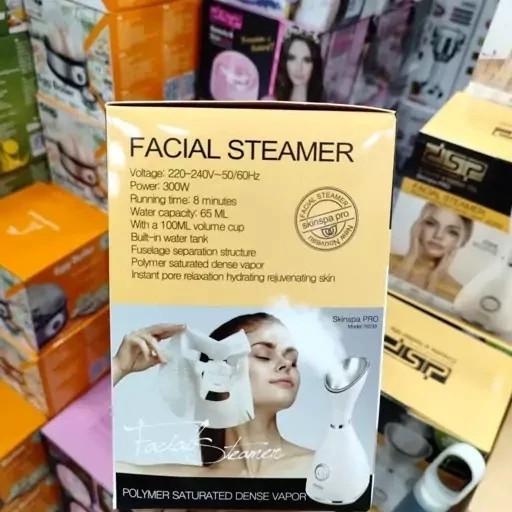 FACIAL STEAMER
Voltage: 220-240V~50/60Hz
Power: 300W
Running time: 8 minutes
Water capacity: 65 ML
With a 100ML volume cup
Built-in water tank
Fuselage separation structure
Polymer saturated dense vapor
Instant pore relaxation hydrating rejuvenating skin
FACIAL STEAMER
skinspa pro
Skinspa PRO
Facial Steamer
POLYMER SATURATED DENSE VAPOR
DSP
DSP
DSP
FACIAL STEAMER